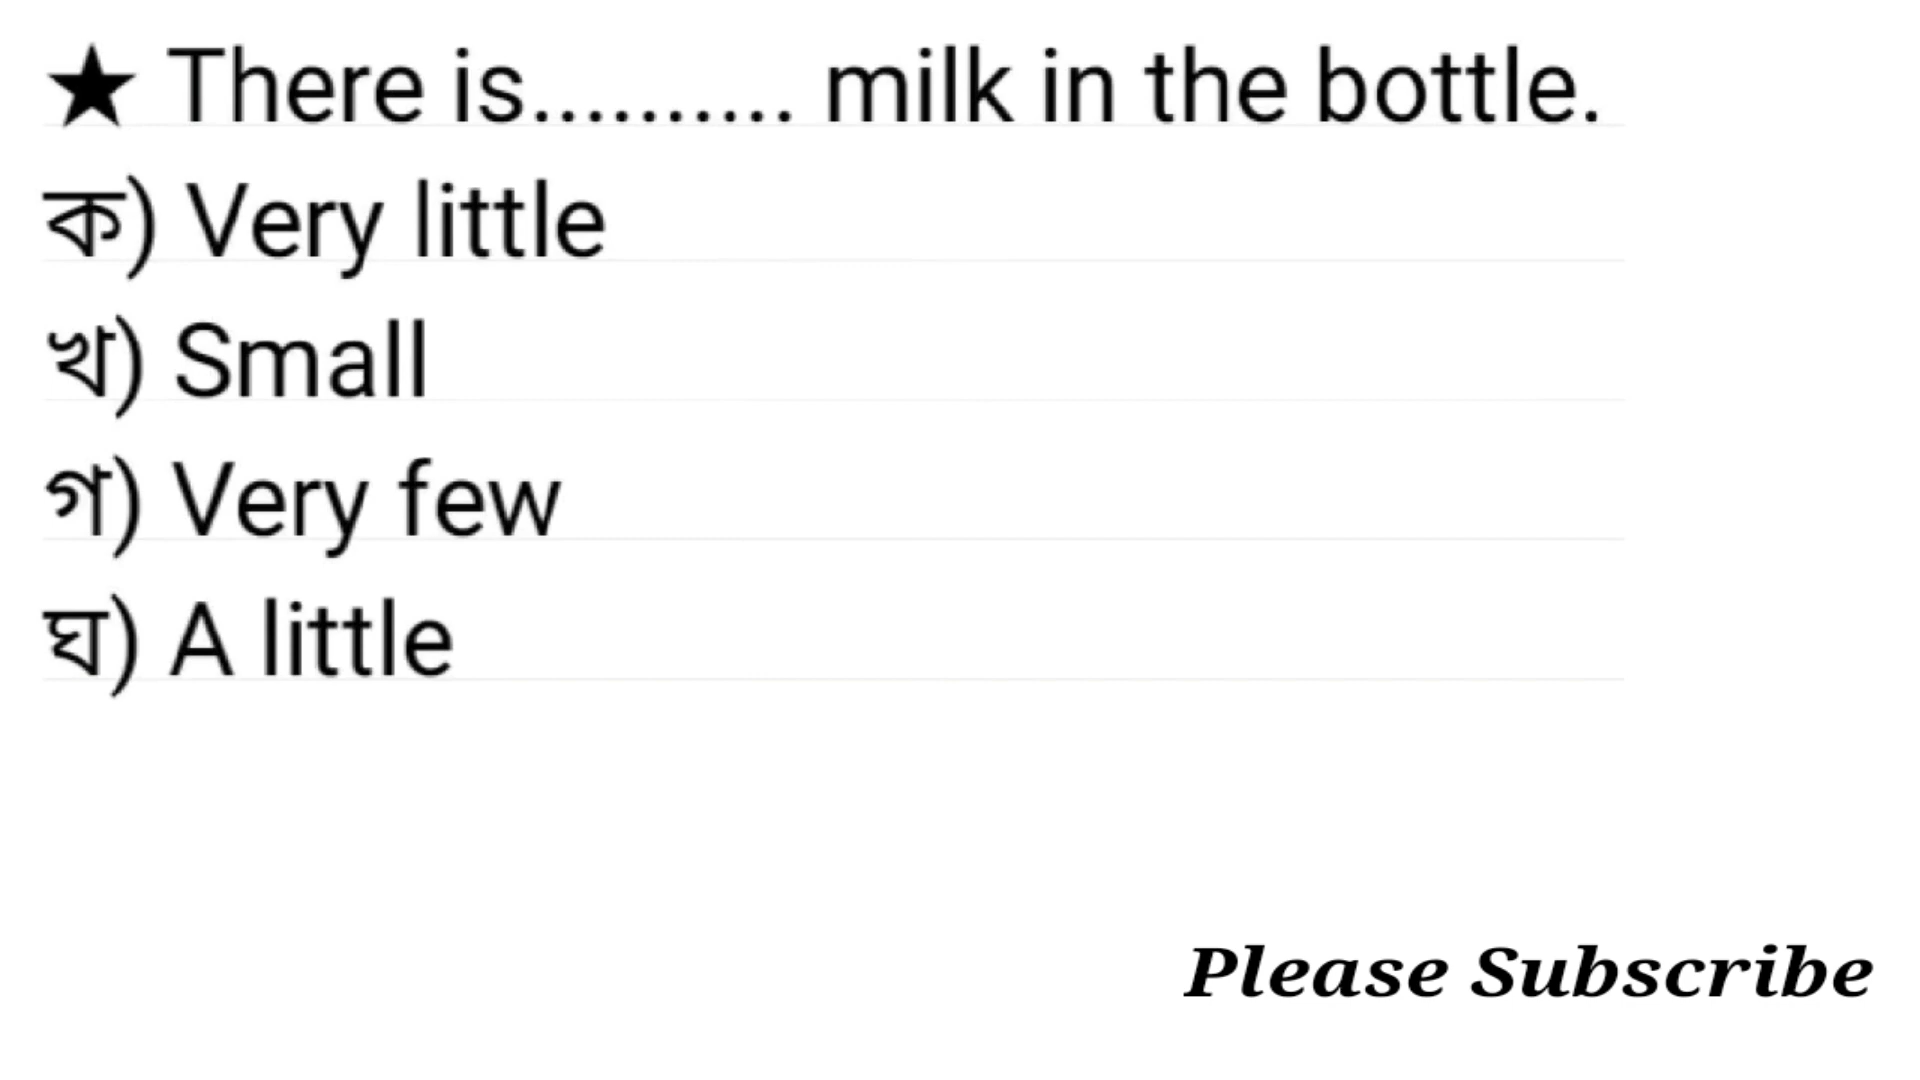 ★ There is.......... milk in the bottle.
ক) Very little
খ) Small
গ) Very few
ঘ) A little
Please Subscribe